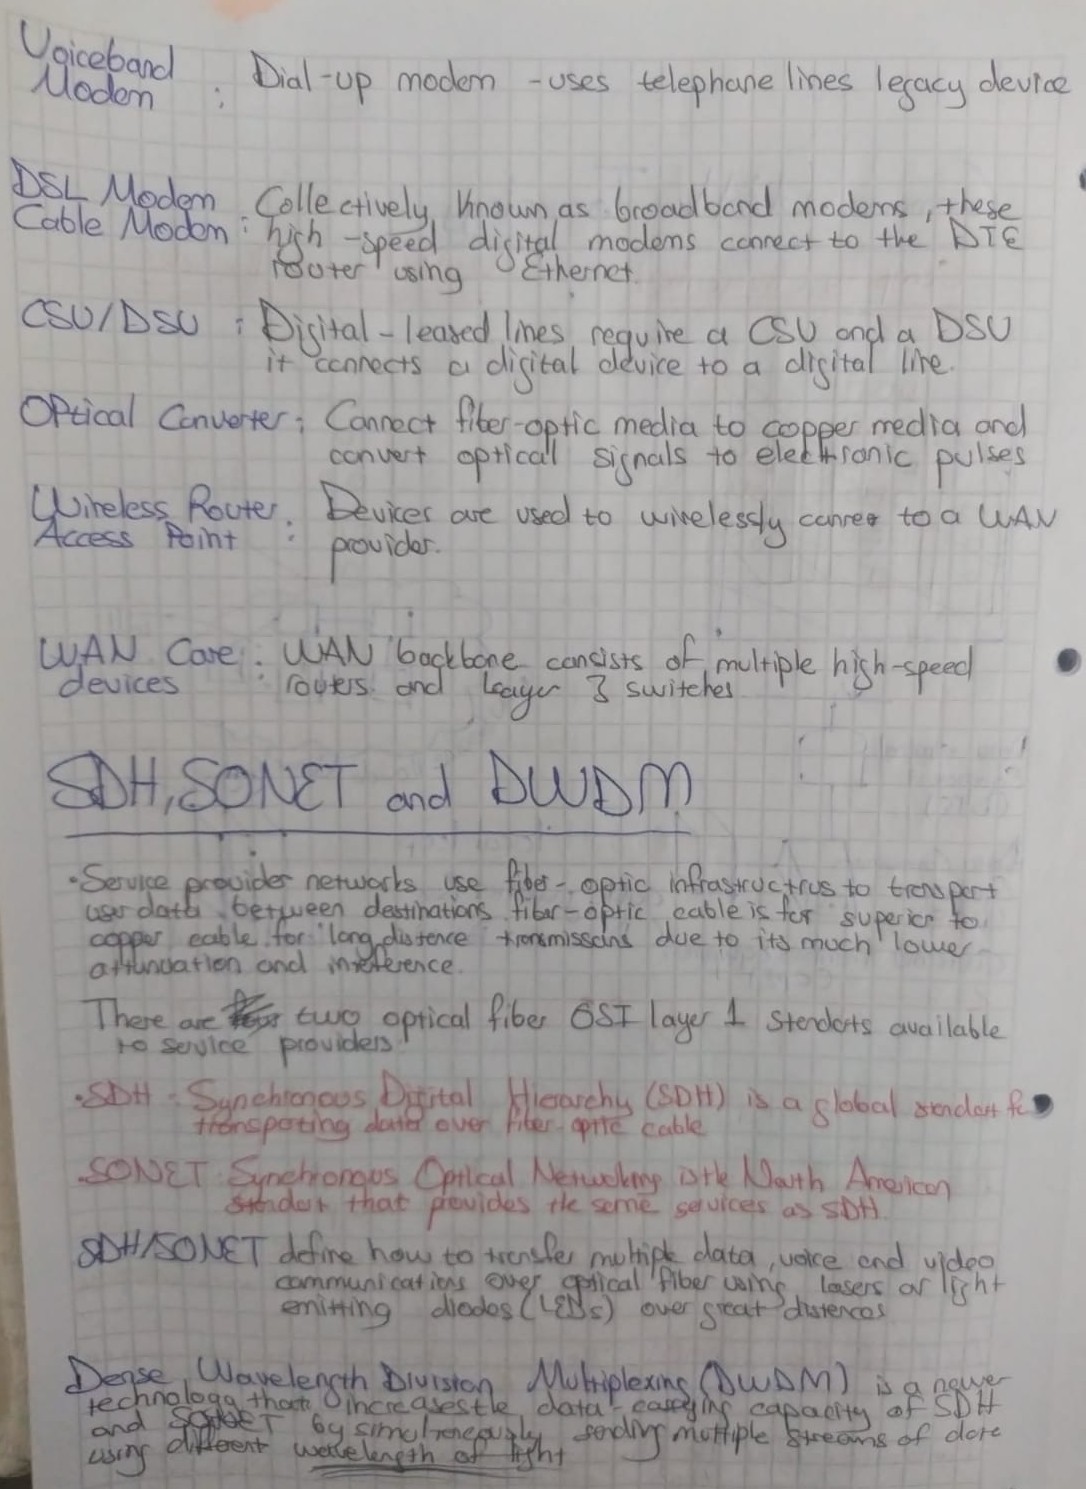 Voiceband
Modem : Dial-up modem - uses telephone lines legacy device
DSL Modem
Cable Modem : Collectively, known as broadband modems, these
high-speed digital modems connect to the DTE
router using Ethernet.
CSU/DSU : Digital-leased lines require a CSU and a DSU
it connects a digital device to a digital line.
Optical Converter : Connect fiber-optic media to copper media and
convert optical signals to electronic pulses
Wireless Router
Access Point : Devices are used to wirelessly connect to a WAN
provider.
WAN Core
devices : WAN backbone consists of multiple high-speed
routers and Leayer 3 switches
SDH, SONET and DWDM
• Service provider networks use fiber-optic infrastructrus to transport
user data between destinations fiber-optic cable is far superior to
copper cable for long distence transmissoins due to its much lower
attunuation and inteference.
There are two optical fiber OSI layer 1 standarts available
to service providers:
• SDH : Synchronous Digital Hierarchy (SDH) is a global standart for
transporting data over fiber-optic cable
• SONET : Synchronous Optical Networking is the North American
standart that provides the same services as SDH.
SDH/SONET define how to transfer multiple data, voice and video
communications over optical fiber using lasers or light
emitting diodes (LEDs) over great distences
Dense Wavelength Division Multiplexing (DWDM) is a newer
technology that increases the data-carrying capacity of SDH
and SONET by simultaneously sending multiple streams of data
using different wavelength of light